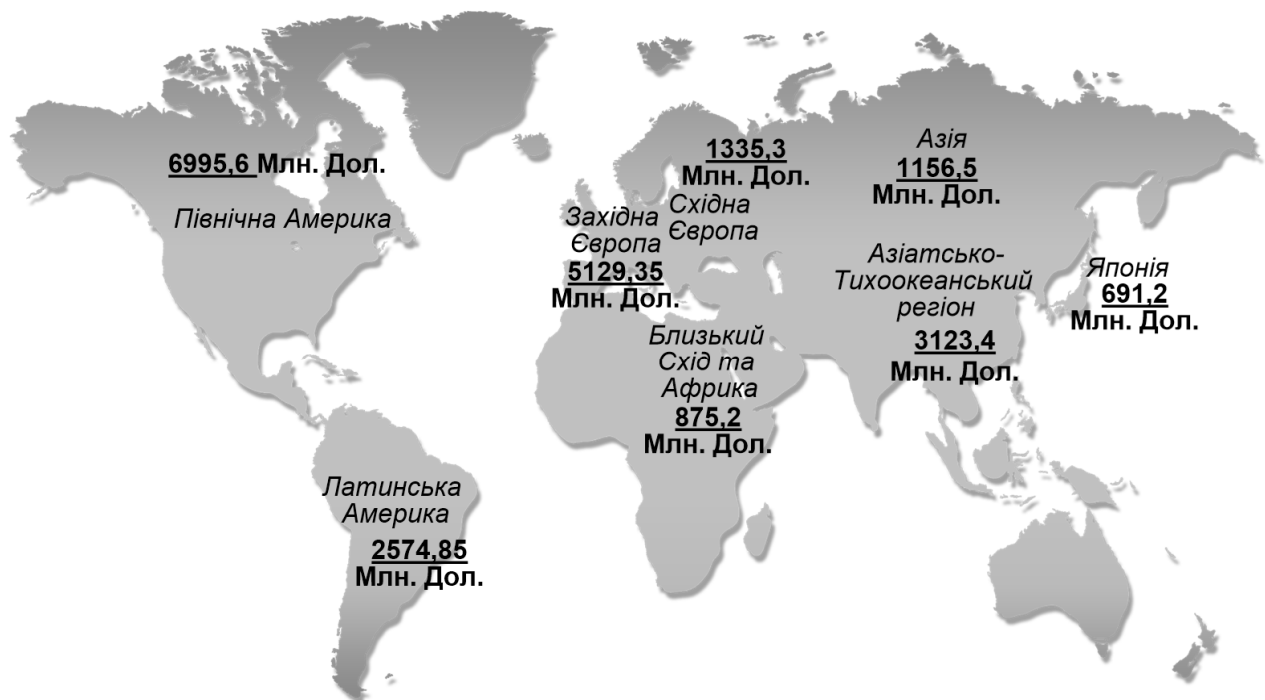 6995,6 Млн. Дол.
Північна Америка
1335,3
Млн. Дол.
Східна
Європа
Західна
Європа
5129,35
Млн. Дол.
Азія
1156,5
Млн. Дол.
Азіатсько-
Тихоокеанський
регіон
3123,4
Млн. Дол.
Японія
691,2
Млн. Дол.
Близький
Схід та
Африка
875,2
Млн. Дол.
Латинська
Америка
2574,85
Млн. Дол.